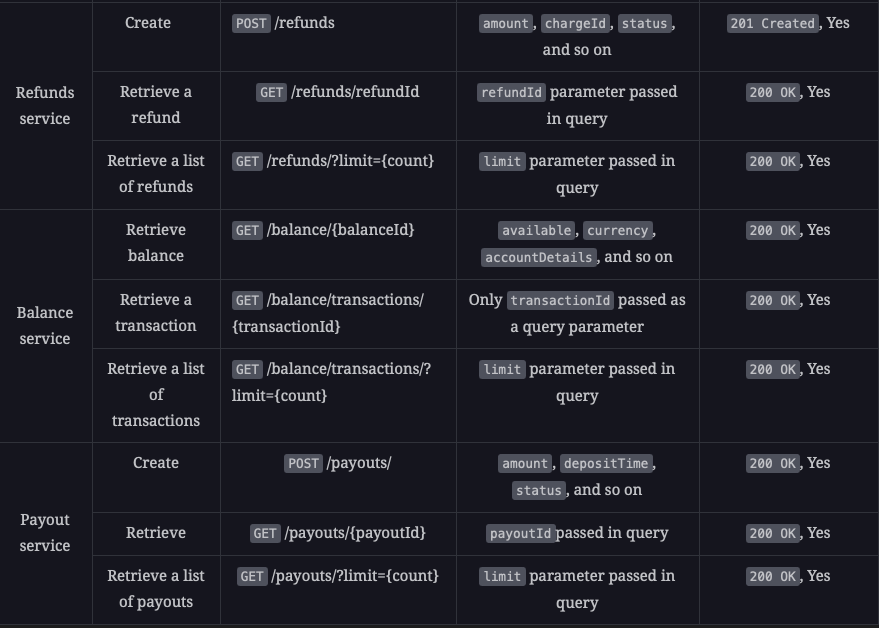 Refunds service
Create
POST /refunds
amount, chargeId, status,
and so on
201 Created, Yes
Retrieve a
refund
GET /refunds/refundId
refundId parameter passed
in query
200 OK, Yes
Retrieve a list
of refunds
GET /refunds/?limit={count}
limit parameter passed in
query
200 OK, Yes
Balance
service
Retrieve
balance
GET /balance/{balanceId}
available, currency,
accountDetails, and so on
200 OK, Yes
Retrieve a
transaction
GET /balance/transactions/
{transactionId}
Only transactionId passed as
a query parameter
200 OK, Yes
Retrieve a list
of
transactions
GET /balance/transactions/?
limit={count}
limit parameter passed in
query
200 OK, Yes
Payout
service
Create
POST /payouts/
amount, depositTime,
status, and so on
200 OK, Yes
Retrieve
GET /payouts/{payoutId}
payoutId passed in query
200 OK, Yes
Retrieve a list
of payouts
GET /payouts/?limit={count}
limit parameter passed in
query
200 OK, Yes